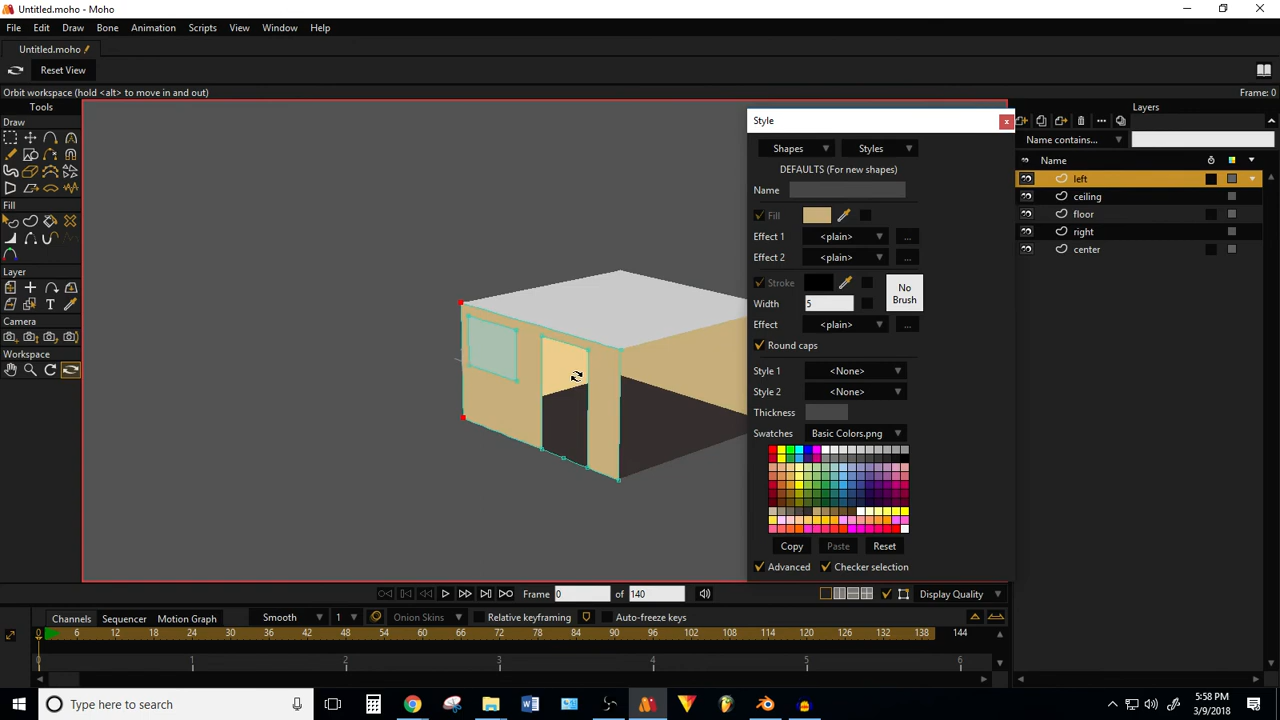 Untitled.moho * - Moho
File Edit Draw Bone Animation Scripts View Window Help
Untitled.moho
Reset View
Orbit workspace (hold <alt> to move in and out)
Frame: 0
Tools
Draw
Fill
Layer
Camera
Workspace
Style
Shapes Styles
DEFAULTS (For new shapes)
Name
Fill
Effect 1 <plain> ...
Effect 2 <plain> ...
Stroke
No Brush
Width 5
Effect <plain> ...
Round caps
Style 1 <None>
Style 2 <None>
Thickness
Swatches Basic Colors.png
Copy Paste Reset
Advanced Checker selection
Layers
Name contains...
Name
left
ceiling
floor
right
center
Frame 0 of 140 Display Quality
Channels Sequencer Motion Graph Smooth 1 Onion Skins Relative keyframing Auto-freeze keys
0 6 12 18 24 30 36 42 48 54 60 66 72 78 84 90 96 102 108 114 120 126 132 138 144
0 1 2 3 4 5 6
Type here to search
5:58 PM
3/9/2018